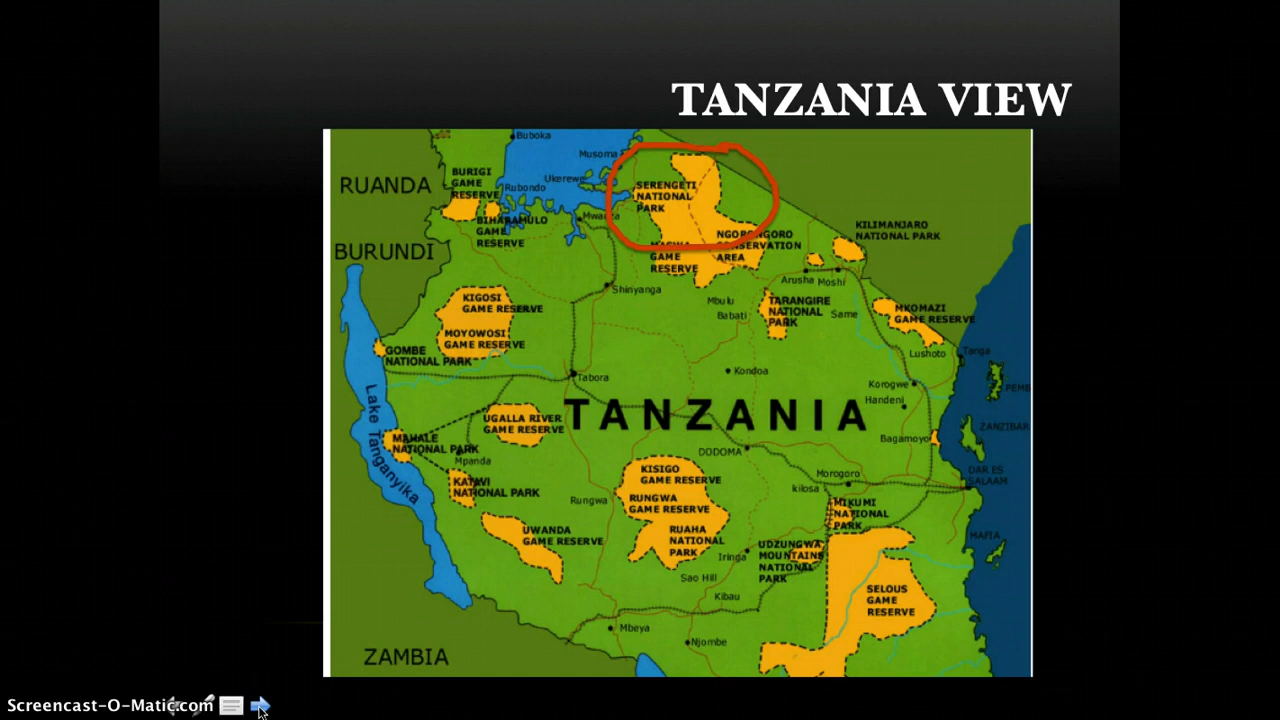 TANZANIA VIEW
Buboka
Musoma
RUANDA
BURIGI
GAME
RESERVE
Rubondo
Ukerewe
SERENGETI
NATIONAL
PARK
BIHARAMULO
GAME
RESERVE
Mwanza
BURUNDI
MASWA
GAME
RESERVE
NGORONGORO
CONSERVATION
AREA
KILIMANJARO
NATIONAL PARK
Arusha
Moshi
Shinyanga
KIGOSI
GAME RESERVE
MOYOWOSI
GAME RESERVE
Mbulu
Babati
TARANGIRE
NATIONAL
PARK
Same
MKOMAZI
GAME RESERVE
GOMBE
NATIONAL PARK
Lushoto
Tanga
Tabora
Kondoa
Korogwe
Handeni
PEMB
Lake Tanganyika
TANZANIA
UGALLA RIVER
GAME RESERVE
MAHALE
NATIONAL PARK
Mpanda
Bagamoyo
ZANZIBAR
DODOMA
KATAVI
NATIONAL PARK
KISIGO
GAME RESERVE
RUNGWA
GAME RESERVE
RUAHA
NATIONAL
PARK
Rungwa
Morogoro
kilosa
DAR ES
SALAAM
MIKUMI
NATIONAL
PARK
UWANDA
GAME RESERVE
Iringa
UDZUNGWA
MOUNTAINS
NATIONAL
PARK
MAFIA
Sao Hill
Kibau
SELOUS
GAME
RESERVE
Mbeya
Njombe
ZAMBIA
Screencast-O-Matic.com